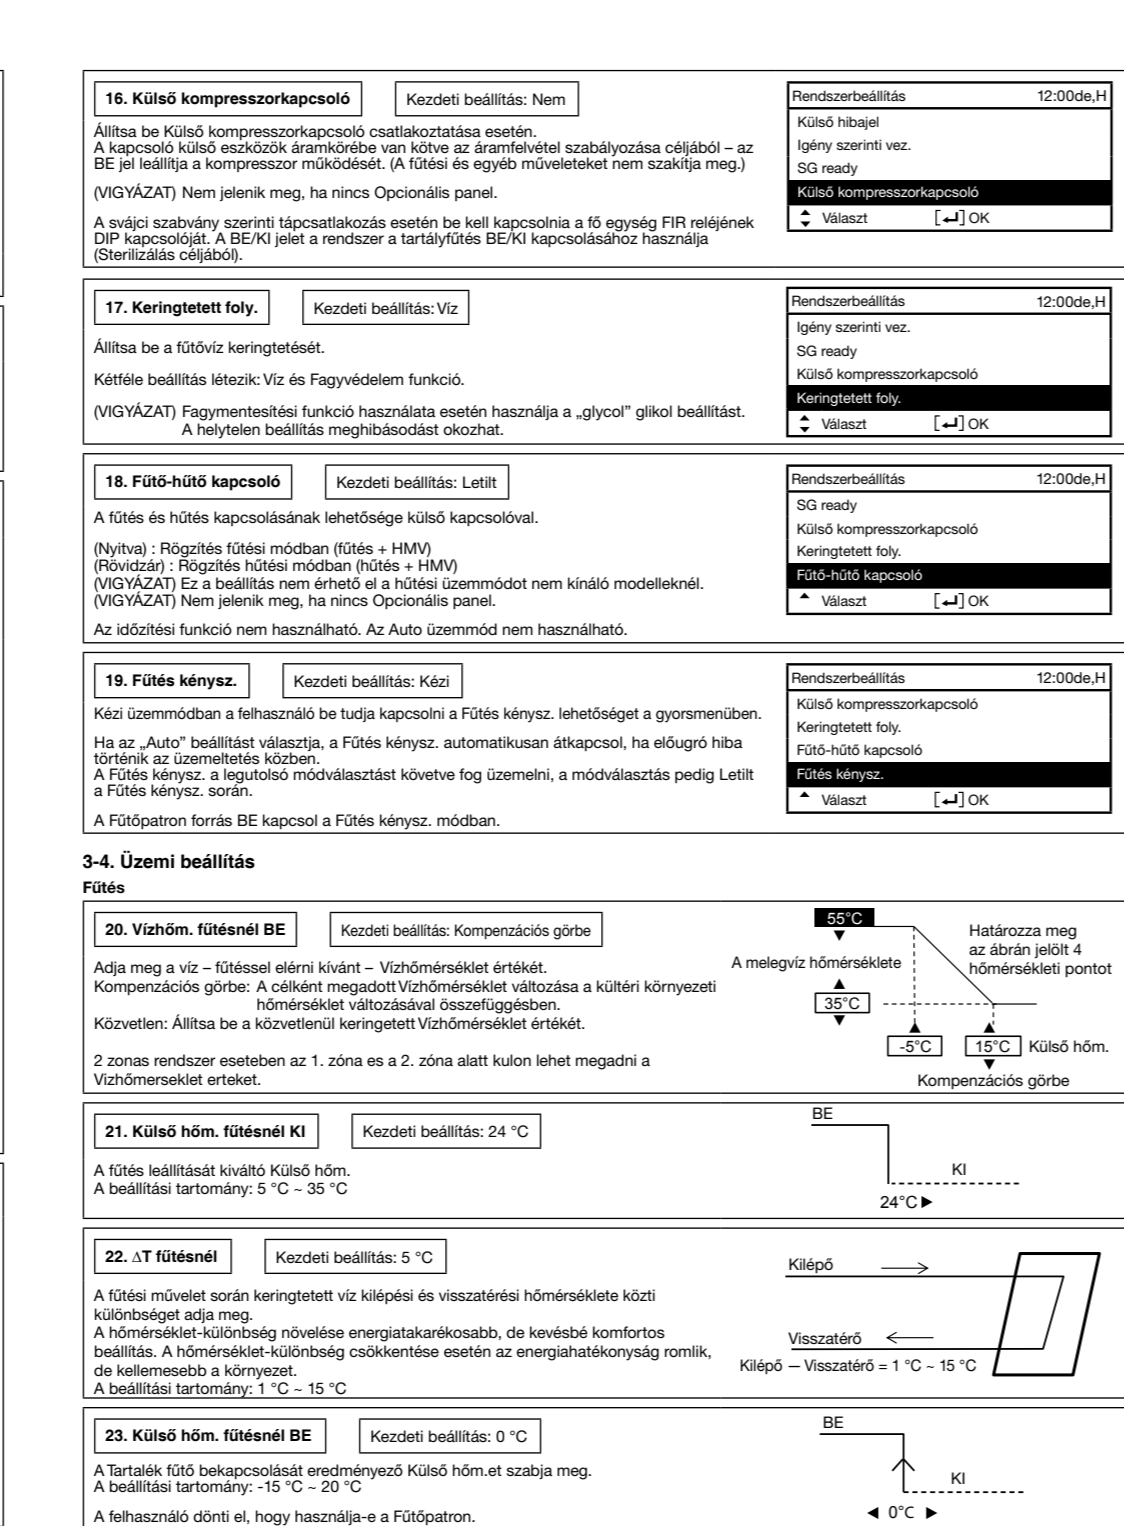 16. Külső kompresszorkapcsoló
Kezdeti beállítás: Nem
Állítsa be Külső kompresszorkapcsoló csatlakoztatása esetén.
A kapcsoló külső eszközök áramkörébe van kötve az áramfelvétel szabályozása céljából – az
BE jel leállítja a kompresszor működését. (A fűtési és egyéb műveleteket nem szakítja meg.)
(VIGYÁZAT) Nem jelenik meg, ha nincs Opcionális panel.
A svájci szabvány szerinti tápcsatlakozás esetén be kell kapcsolnia a fő egység FIR reléjének
DIP kapcsolóját. A BE/KI jelet a rendszer a tartályfűtés BE/KI kapcsolásához használja
(Sterilizálás céljából).
Rendszerbeállítás 12:00de,H
Külső hibajel
Igény szerinti vez.
SG ready
Külső kompresszorkapcsoló
Választ [↵] OK
17. Keringtetett foly.
Kezdeti beállítás: Víz
Állítsa be a fűtővíz keringtetését.
Kétféle beállítás létezik: Víz és Fagyvédelem funkció.
(VIGYÁZAT) Fagymentesítési funkció használata esetén használja a „glycol” glikol beállítást.
A helytelen beállítás meghibásodást okozhat.
Rendszerbeállítás 12:00de,H
Igény szerinti vez.
SG ready
Külső kompresszorkapcsoló
Keringtetett foly.
Választ [↵] OK
18. Fűtő-hűtő kapcsoló
Kezdeti beállítás: Letilt
A fűtés és hűtés kapcsolásának lehetősége külső kapcsolóval.
(Nyitva) : Rögzítés fűtési módban (fűtés + HMV)
(Rövidzár) : Rögzítés hűtési módban (hűtés + HMV)
(VIGYÁZAT) Ez a beállítás nem érhető el a hűtési üzemmódot nem kínáló modelleknél.
(VIGYÁZAT) Nem jelenik meg, ha nincs Opcionális panel.
Az időzítési funkció nem használható. Az Auto üzemmód nem használható.
Rendszerbeállítás 12:00de,H
SG ready
Külső kompresszorkapcsoló
Keringtetett foly.
Fűtő-hűtő kapcsoló
Választ [↵] OK
19. Fűtés kénysz.
Kezdeti beállítás: Kézi
Kézi üzemmódban a felhasználó be tudja kapcsolni a Fűtés kénysz. lehetőséget a gyorsmenüben.
Ha az „Auto” beállítást választja, a Fűtés kénysz. automatikusan átkapcsol, ha előugró hiba
történik az üzemeltetés közben.
A Fűtés kénysz. a legutolsó módválasztást követve fog üzemelni, a módválasztás pedig Letilt
a Fűtés kénysz. során.
A Fűtőpatron forrás BE kapcsol a Fűtés kénysz. módban.
Rendszerbeállítás 12:00de,H
Külső kompresszorkapcsoló
Keringtetett foly.
Fűtő-hűtő kapcsoló
Fűtés kénysz.
Választ [↵] OK
3-4. Üzemi beállítás
Fűtés
20. Vízhőm. fűtésnél BE
Kezdeti beállítás: Kompenzációs görbe
Adja meg a víz – fűtéssel elérni kívánt – Vízhőmérséklet értékét.
Kompenzációs görbe: A célként megadott Vízhőmérséklet változása a kültéri környezeti
hőmérséklet változásával összefüggésben.
Közvetlen: Állítsa be a közvetlenül keringetett Vízhőmérséklet értékét.
2 zonas rendszer eseteben az 1. zóna es a 2. zóna alatt kulon lehet megadni a
Vizhőmerseklet erteket.
55°C
A melegvíz hőmérséklete
35°C
-5°C
15°C
Külső hőm.
Kompenzációs görbe
Határozza meg
az ábrán jelölt 4
hőmérsékleti pontot
21. Külső hőm. fűtésnél KI
Kezdeti beállítás: 24 °C
A fűtés leállítását kiváltó Külső hőm.
A beállítási tartomány: 5 °C ~ 35 °C
BE
KI
24°C
22. ∆T fűtésnél
Kezdeti beállítás: 5 °C
A fűtési művelet során keringtetett víz kilépési és visszatérési hőmérséklete közti
különbséget adja meg.
A hőmérséklet-különbség növelése energiatakarékosabb, de kevésbé komfortos
beállítás. A hőmérséklet-különbség csökkentése esetén az energiahatékonyság romlik,
de kellemesebb a környezet.
A beállítási tartomány: 1 °C ~ 15 °C
Kilépő
Visszatérő
Kilépő — Visszatérő = 1 °C ~ 15 °C
23. Külső hőm. fűtésnél BE
Kezdeti beállítás: 0 °C
A Tartalék fűtő bekapcsolását eredményező Külső hőm.et szabja meg.
A beállítási tartomány: -15 °C ~ 20 °C
A felhasználó dönti el, hogy használja-e a Fűtőpatron.
BE
KI
0°C